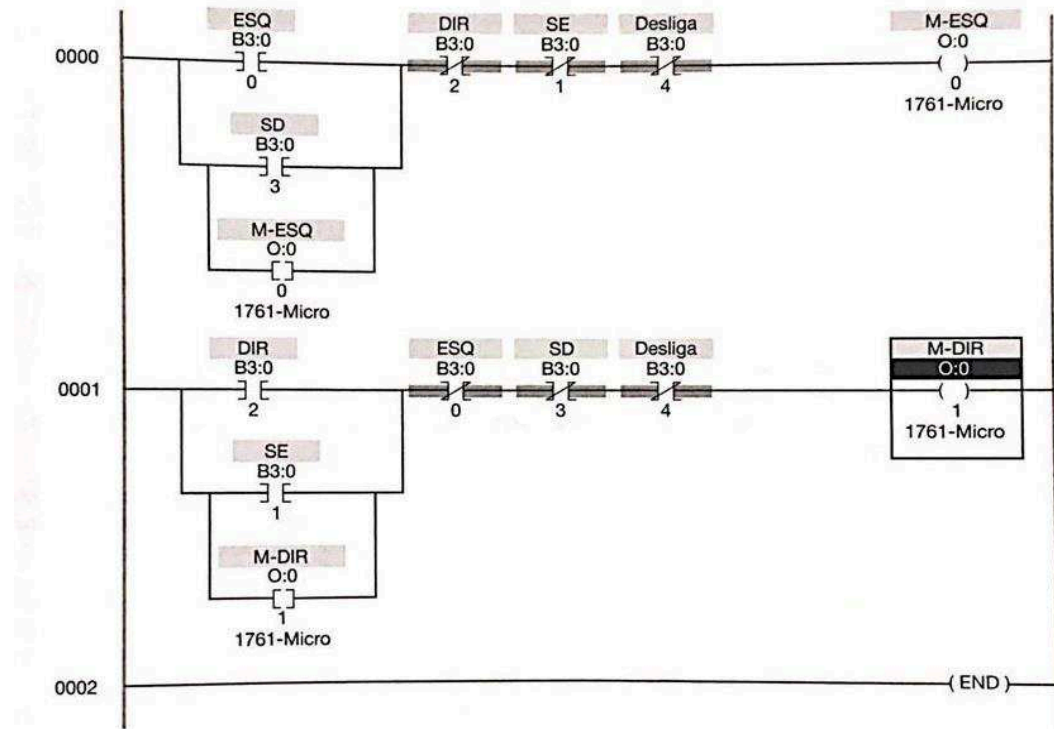 ESQ DIR SE Desliga M-ESQ
B3:0 B3:0 B3:0 B3:0 O:0
0000
0 2 1 4 0
1761-Micro
SD
B3:0
3
M-ESQ
O:0
0
1761-Micro
DIR ESQ SD Desliga M-DIR
B3:0 B3:0 B3:0 B3:0 O:0
0001
2 0 3 4 1
1761-Micro
SE
B3:0
1
M-DIR
O:0
1
1761-Micro
0002 END